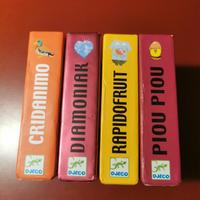 CRIDANIMO
DJECO
DIAMONIAK
DJECO
RAPIDOFRUIT
DJECO
PIOU PIOU
DJECO